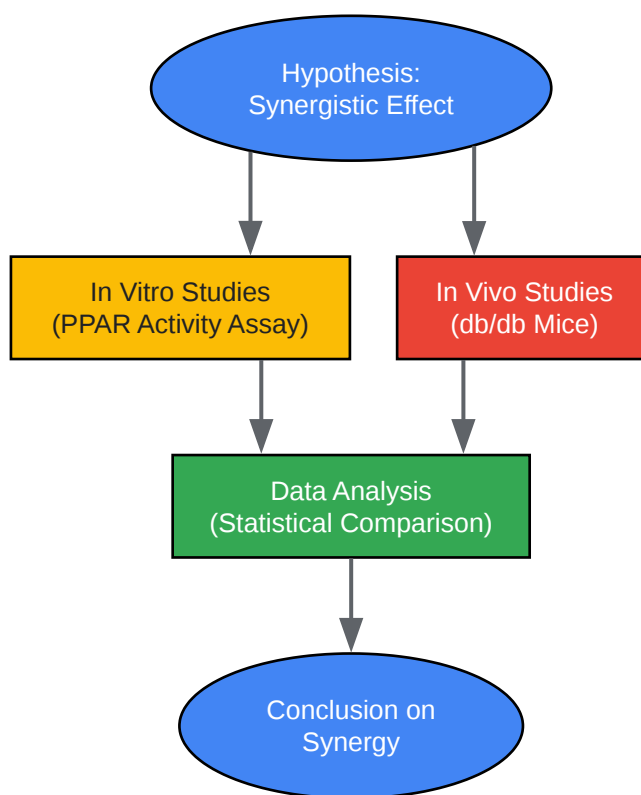 Hypothesis:
Synergistic Effect
In Vitro Studies
(PPAR Activity Assay)
In Vivo Studies
(db/db Mice)
Data Analysis
(Statistical Comparison)
Conclusion on
Synergy